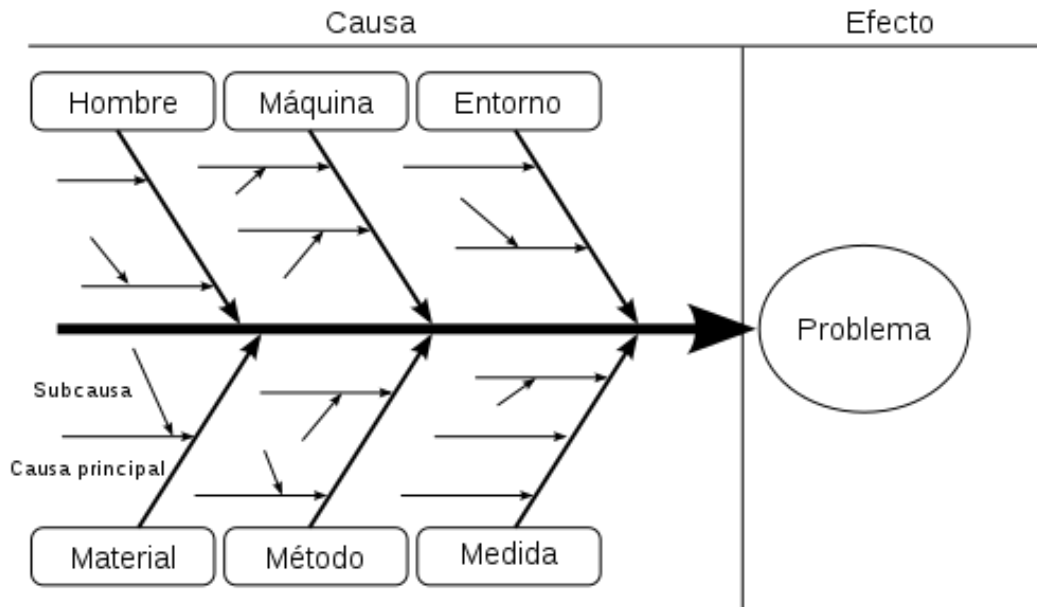 Causa
Efecto
Hombre
Máquina
Entorno
Problema
Subcausa
Causa principal
Material
Método
Medida